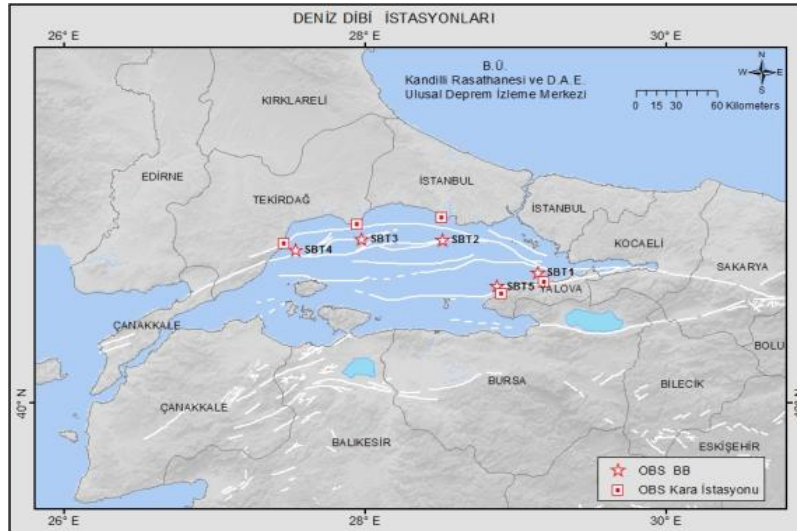 DENİZ DİBİ İSTASYONLARI
26° E
28° E
30° E
B.Ü.
Kandilli Rasathanesi ve D.A.E.
Ulusal Deprem İzleme Merkezi
N
W
E
S
0 15 30 60 Kilometers
KIRKLARELİ
EDİRNE
TEKİRDAĞ
İSTANBUL
İSTANBUL
KOCAELİ
SAKARYA
SBT4
SBT3
SBT2
SBT1
SBT5
YALOVA
ÇANAKKALE
BOLU
ÇANAKKALE
BURSA
BİLECİK
BALIKESİR
ESKİŞEHİR
40° N
40° N
OBS BB
OBS Kara İstasyonu
26° E
28° E
30° E